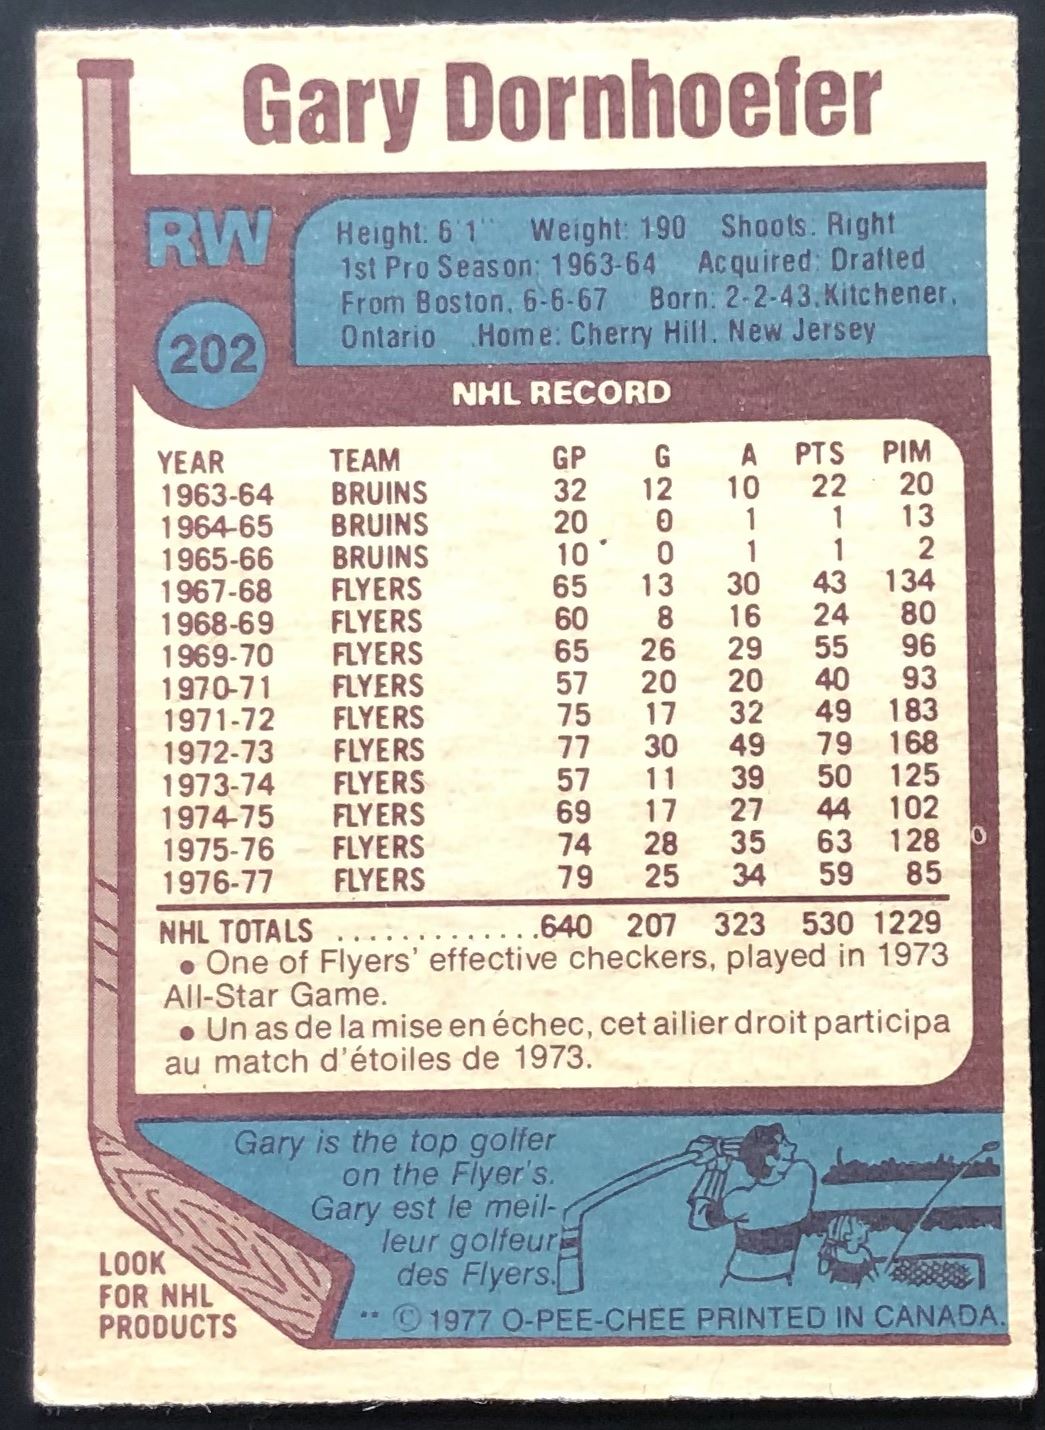 Gary Dornhoefer
RW
202
Height: 6'1" Weight: 190 Shoots: Right
1st Pro Season: 1963-64 Acquired: Drafted
From Boston, 6-6-67 Born: 2-2-43, Kitchener,
Ontario Home: Cherry Hill, New Jersey
NHL RECORD
YEAR TEAM GP G A PTS PIM
1963-64 BRUINS 32 12 10 22 20
1964-65 BRUINS 20 0 1 1 13
1965-66 BRUINS 10 0 1 1 2
1967-68 FLYERS 65 13 30 43 134
1968-69 FLYERS 60 8 16 24 80
1969-70 FLYERS 65 26 29 55 96
1970-71 FLYERS 57 20 20 40 93
1971-72 FLYERS 75 17 32 49 183
1972-73 FLYERS 77 30 49 79 168
1973-74 FLYERS 57 11 39 50 125
1974-75 FLYERS 69 17 27 44 102
1975-76 FLYERS 74 28 35 63 128
1976-77 FLYERS 79 25 34 59 85
NHL TOTALS ..............640 207 323 530 1229
• One of Flyers' effective checkers, played in 1973
All-Star Game.
• Un as de la mise en échec, cet ailier droit participa
au match d'étoiles de 1973.
Gary is the top golfer
on the Flyer's.
Gary est le meil-
leur golfeur
des Flyers.
LOOK
FOR NHL
PRODUCTS
** © 1977 O-PEE-CHEE PRINTED IN CANADA.